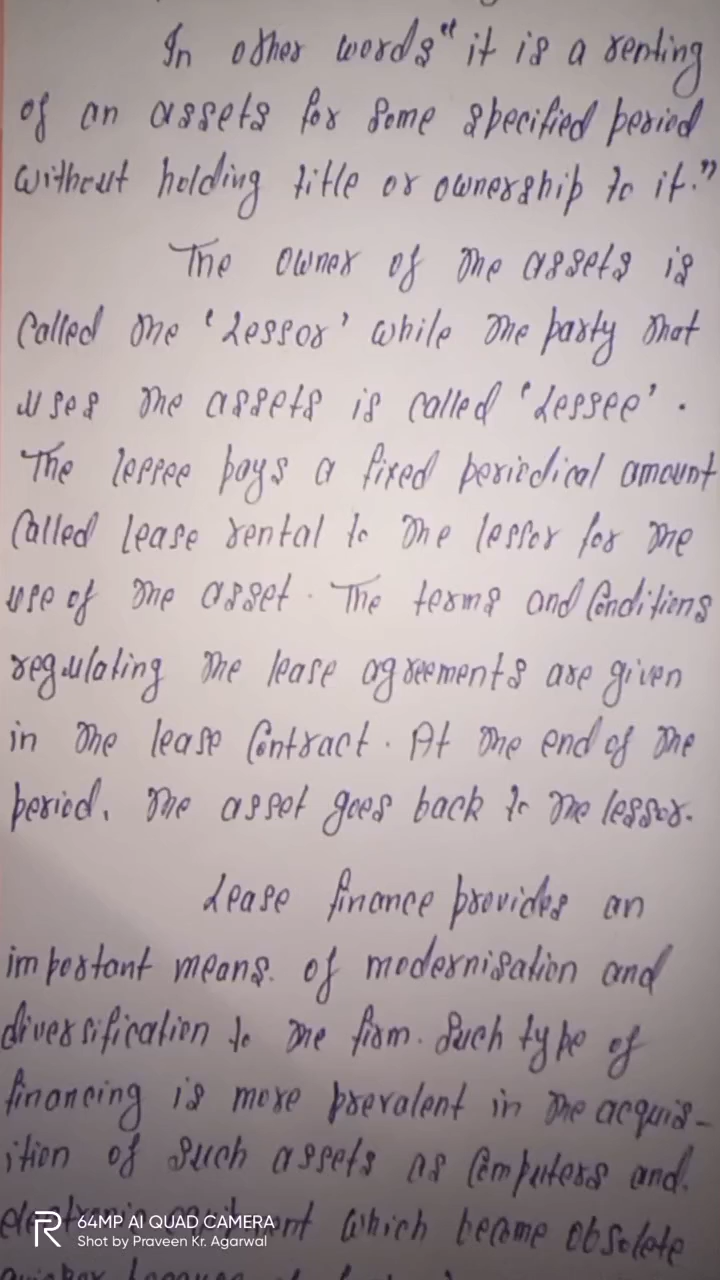 In other words "it is a renting
of an assets for some specified period
without holding title or ownership to it."
The owner of the assets is
called the 'Lessor' while the party that
uses the assets is called 'Lessee'.
The lessee pays a fixed periodical amount
called lease rental to the lessor for the
use of the asset. The terms and Conditions
regulating the lease agreements are given
in the lease Contract. At the end of the
period, the asset goes back to the lessor.
Lease finance provides an
important means. of modernisation and
diversification to the firm. Such type of
financing is more prevalent in the acquis-
ition of such assets as Computers and
electronic equipment which become obsolete
64MP AI QUAD CAMERA
Shot by Praveen Kr. Agarwal